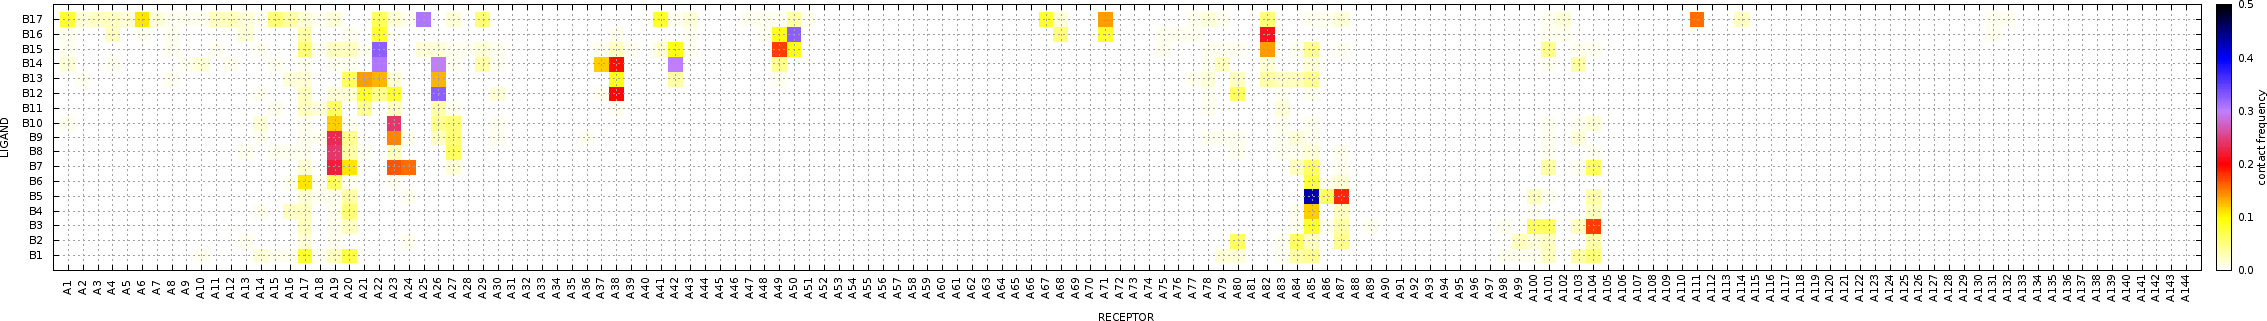 B17
B16
B15
B14
B13
B12
B11
B10
B9
B8
B7
B6
B5
B4
B3
B2
B1
LIGAND
A1 A2 A3 A4 A5 A6 A7 A8 A9 A10 A11 A12 A13 A14 A15 A16 A17 A18 A19 A20 A21 A22 A23 A24 A25 A26 A27 A28 A29 A30 A31 A32 A33 A34 A35 A36 A37 A38 A39 A40 A41 A42 A43 A44 A45 A46 A47 A48 A49 A50 A51 A52 A53 A54 A55 A56 A57 A58 A59 A60 A61 A62 A63 A64 A65 A66 A67 A68 A69 A70 A71 A72 A73 A74 A75 A76 A77 A78 A79 A80 A81 A82 A83 A84 A85 A86 A87 A88 A89 A90 A91 A92 A93 A94 A95 A96 A97 A98 A99 A100 A101 A102 A103 A104 A105 A106 A107 A108 A109 A110 A111 A112 A113 A114 A115 A116 A117 A118 A119 A120 A121 A122 A123 A124 A125 A126 A127 A128 A129 A130 A131 A132 A133 A134 A135 A136 A137 A138 A139 A140 A141 A142 A143 A144
RECEPTOR
0.5
0.4
0.3
0.2
0.1
0.0
contact frequency